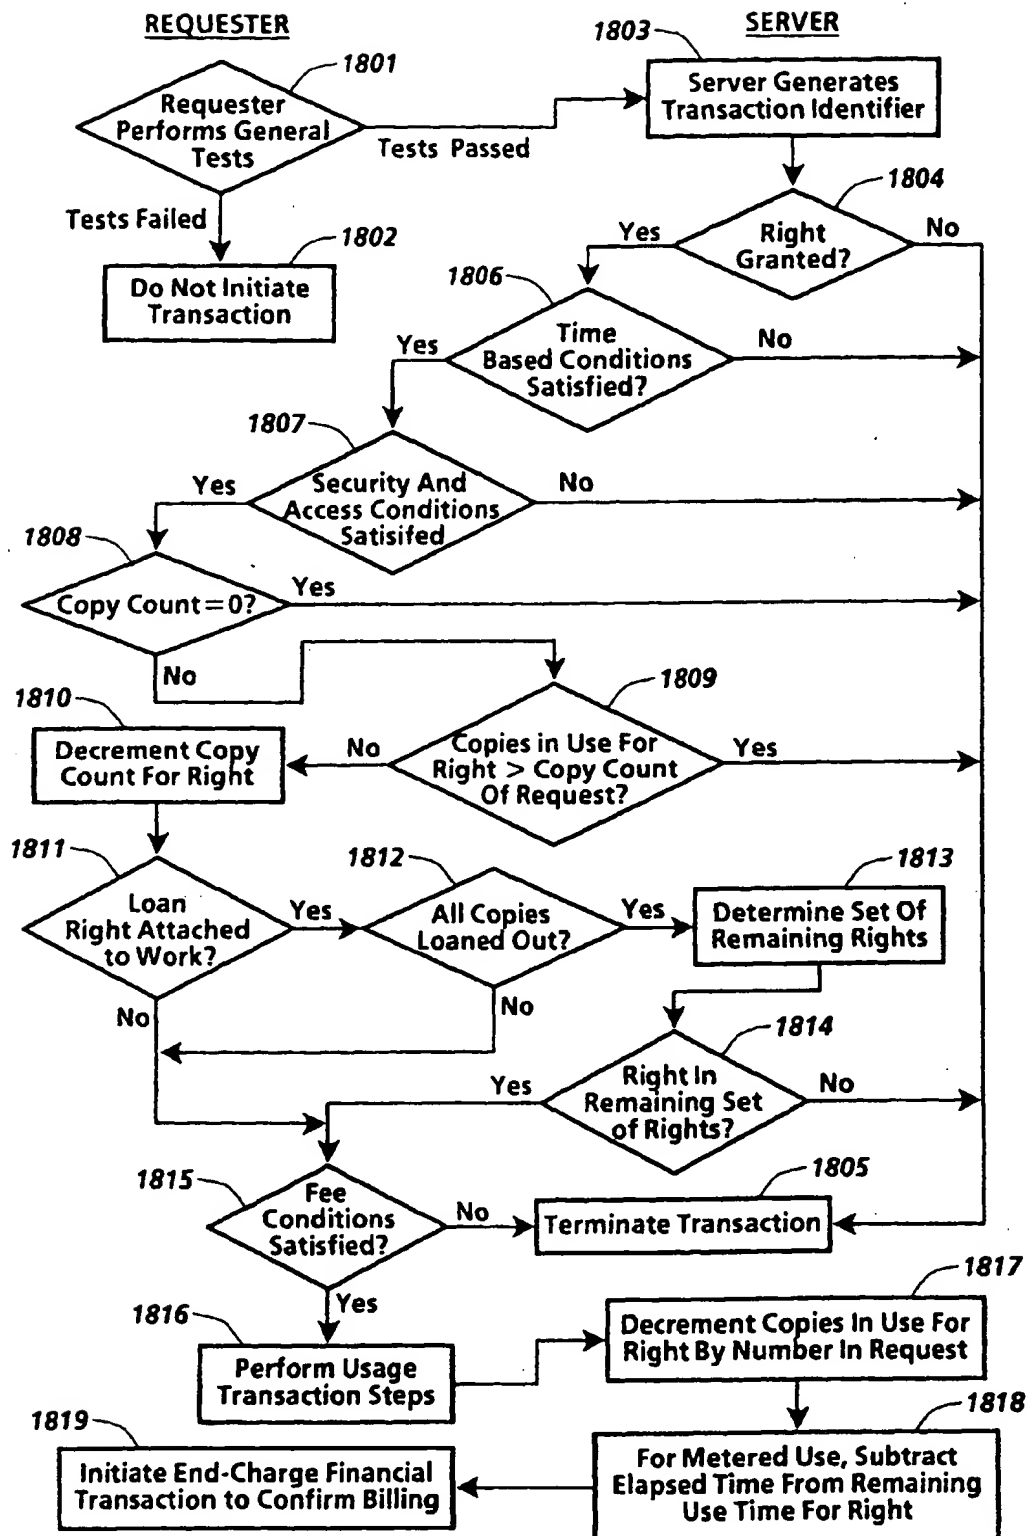 REQUESTER
SERVER
1801
1803
Requester
Performs General
Tests
Server Generates
Transaction Identifier
Tests Passed
Tests Failed
1802
Do Not Initiate
Transaction
1804
Right
Granted?
Yes
No
1806
Time
Based Conditions
Satisfied?
Yes
No
1807
Security And
Access Conditions
Satisifed
Yes
No
1808
Copy Count=0?
Yes
No
1809
Copies in Use For
Right > Copy Count
Of Request?
No
Yes
1810
Decrement Copy
Count For Right
1811
Loan
Right Attached
to Work?
Yes
No
1812
All Copies
Loaned Out?
Yes
No
1813
Determine Set Of
Remaining Rights
1814
Right In
Remaining Set
of Rights?
Yes
No
1815
Fee
Conditions
Satisfied?
No
Yes
1805
Terminate Transaction
1816
Perform Usage
Transaction Steps
1817
Decrement Copies In Use For
Right By Number In Request
1818
For Metered Use, Subtract
Elapsed Time From Remaining
Use Time For Right
1819
Initiate End-Charge Financial
Transaction to Confirm Billing